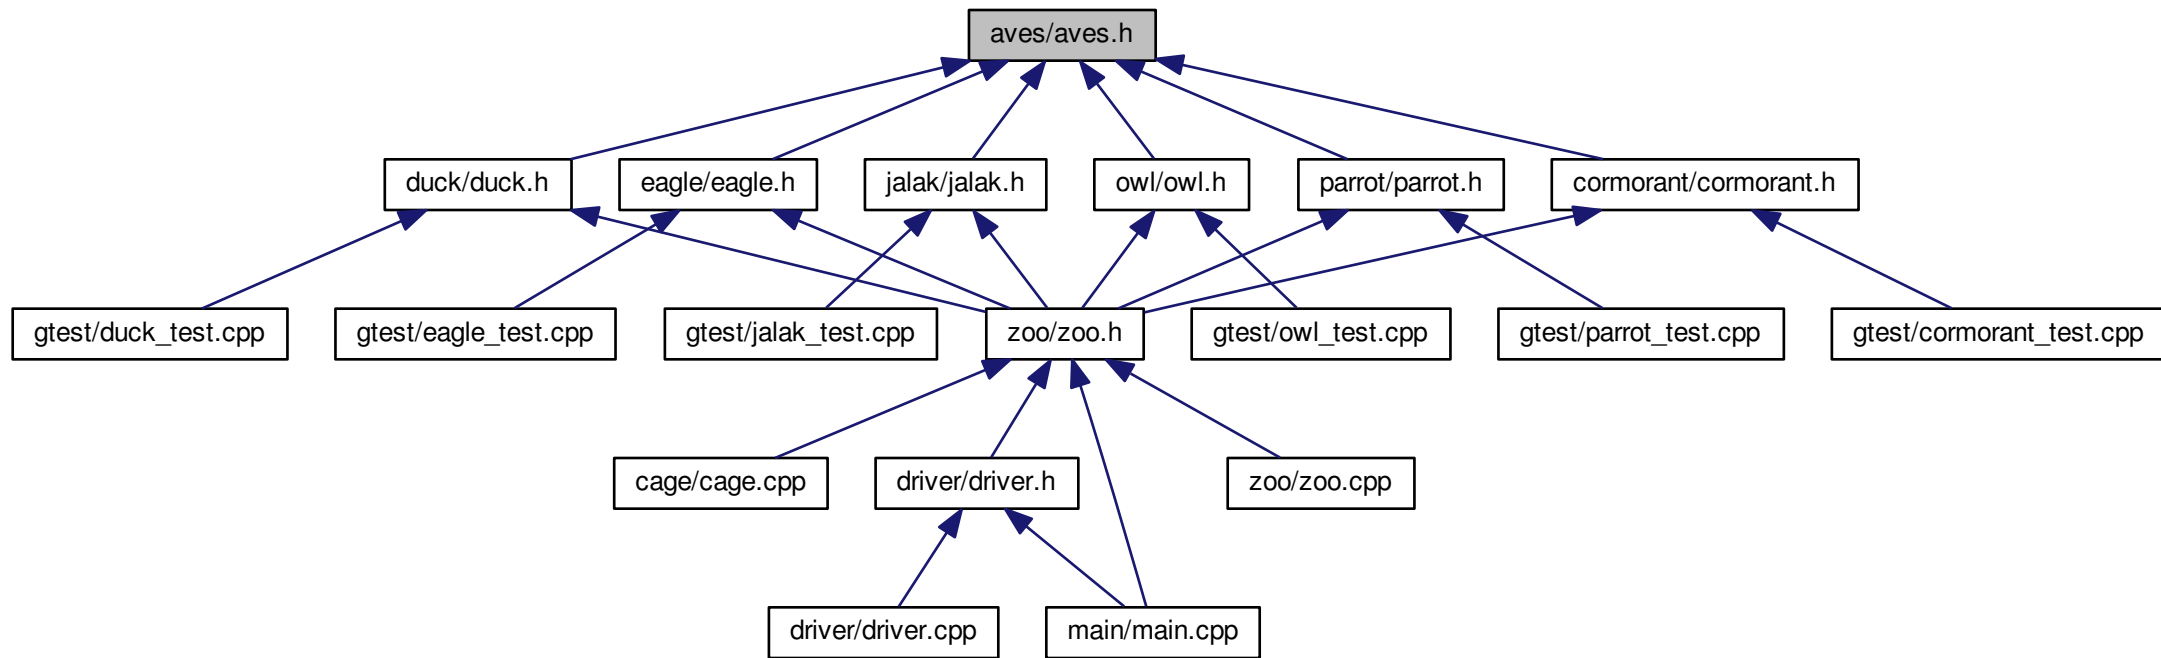 aves/aves.h
duck/duck.h
eagle/eagle.h
jalak/jalak.h
owl/owl.h
parrot/parrot.h
cormorant/cormorant.h
gtest/duck_test.cpp
gtest/eagle_test.cpp
gtest/jalak_test.cpp
zoo/zoo.h
gtest/owl_test.cpp
gtest/parrot_test.cpp
gtest/cormorant_test.cpp
cage/cage.cpp
driver/driver.h
zoo/zoo.cpp
driver/driver.cpp
main/main.cpp